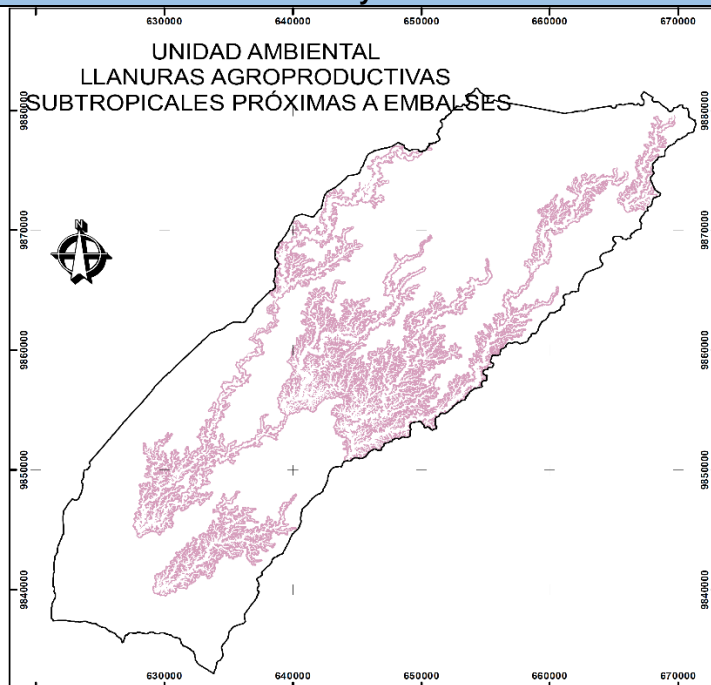 630000 640000 650000 660000 670000
UNIDAD AMBIENTAL
LLANURAS AGROPRODUCTIVAS
SUBTROPICALES PRÓXIMAS A EMBALSES
9880000 9880000
N
9870000 9870000
9860000 9860000
9850000 9850000
9840000 9840000
630000 640000 650000 660000 670000